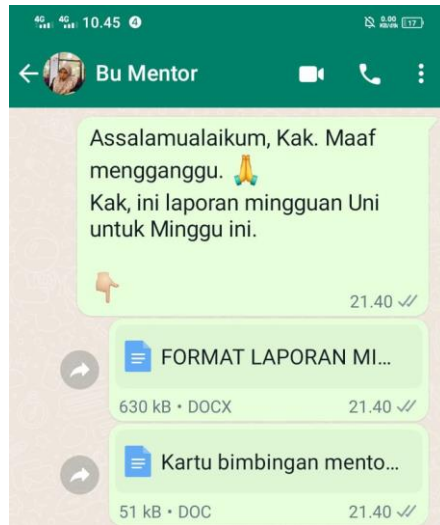 4G 4G 10.45 4 0.00 KB/s 17
Bu Mentor
Assalamualaikum, Kak. Maaf
mengganggu.
Kak, ini laporan mingguan Uni
untuk Minggu ini.
21.40
FORMAT LAPORAN MI...
630 kB • DOCX 21.40
Kartu bimbingan mento...
51 kB • DOC 21.40